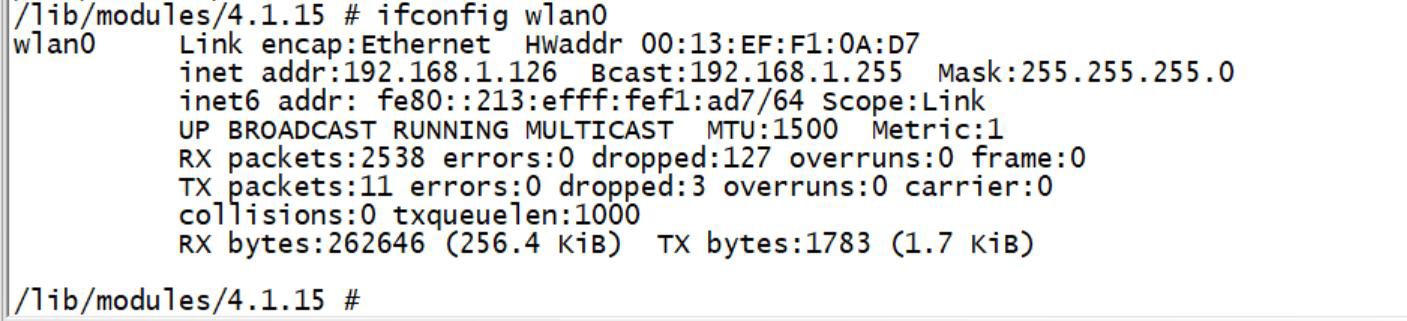 /lib/modules/4.1.15 # ifconfig wlan0
wlan0     Link encap:Ethernet  HWaddr 00:13:EF:F1:0A:D7
          inet addr:192.168.1.126  Bcast:192.168.1.255  Mask:255.255.255.0
          inet6 addr: fe80::213:efff:fef1:ad7/64 Scope:Link
          UP BROADCAST RUNNING MULTICAST  MTU:1500  Metric:1
          RX packets:2538 errors:0 dropped:127 overruns:0 frame:0
          TX packets:11 errors:0 dropped:3 overruns:0 carrier:0
          collisions:0 txqueuelen:1000
          RX bytes:262646 (256.4 KiB)  TX bytes:1783 (1.7 KiB)
/lib/modules/4.1.15 #